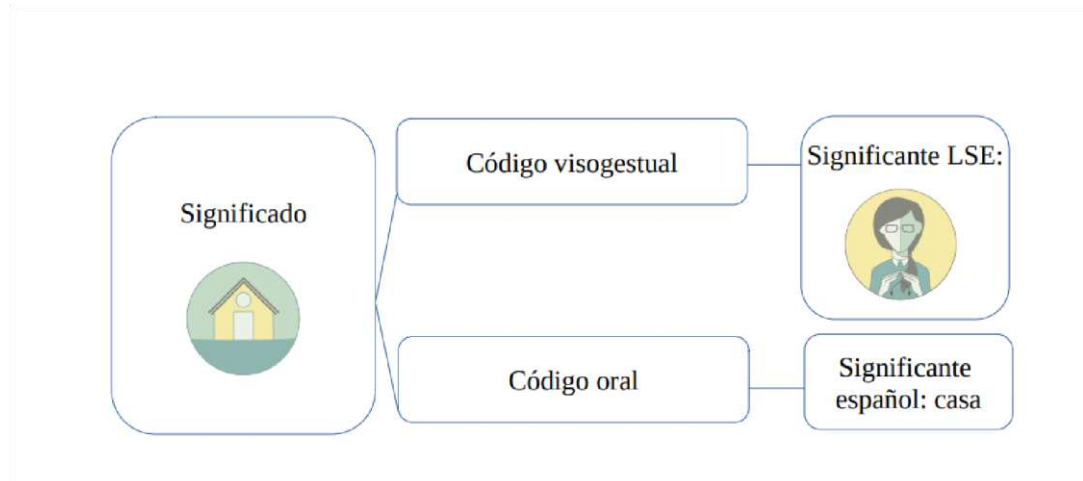 Significado
Código visogestual
Significante LSE:
Código oral
Significante
español: casa